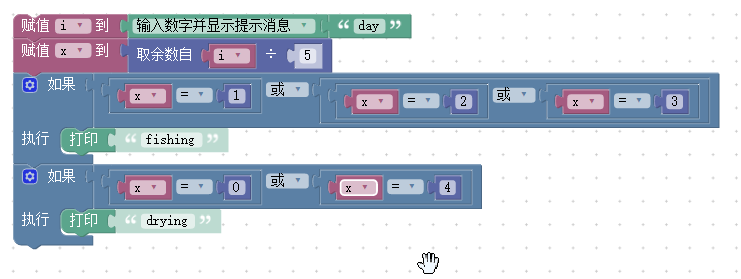 赋值 i 到 输入数字并显示提示消息 “ day ”
赋值 x 到 取余数自 i ÷ 5
如果 x = 1 或 x = 2 或 x = 3
执行 打印 “ fishing ”
如果 x = 0 或 x = 4
执行 打印 “ drying ”